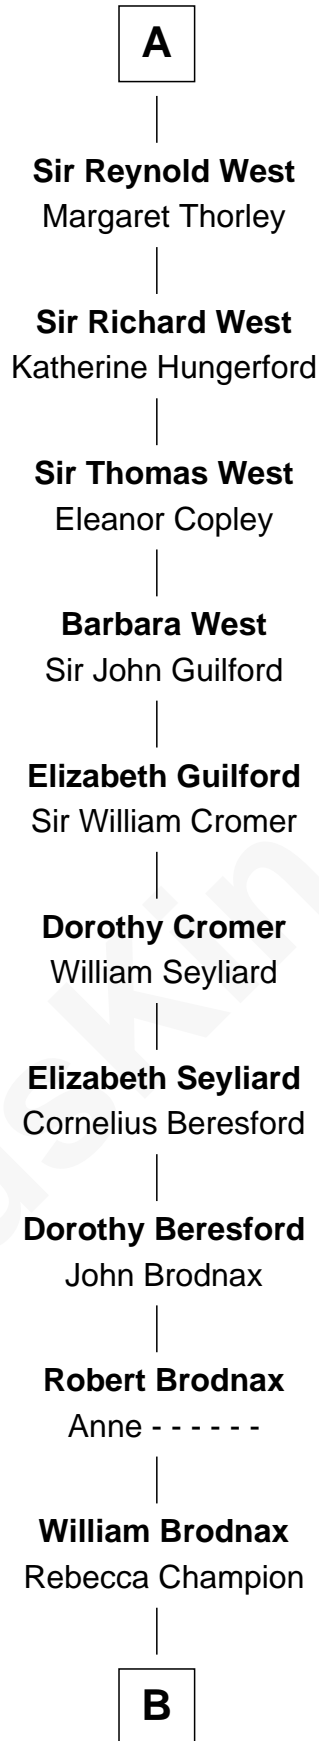 A
Sir Reynold West
Margaret Thorley
Sir Richard West
Katherine Hungerford
Sir Thomas West
Eleanor Copley
Barbara West
Sir John Guilford
Elizabeth Guilford
Sir William Cromer
Dorothy Cromer
William Seyliard
Elizabeth Seyliard
Cornelius Beresford
Dorothy Beresford
John Brodnax
Robert Brodnax
Anne - - - - - -
William Brodnax
Rebecca Champion
B